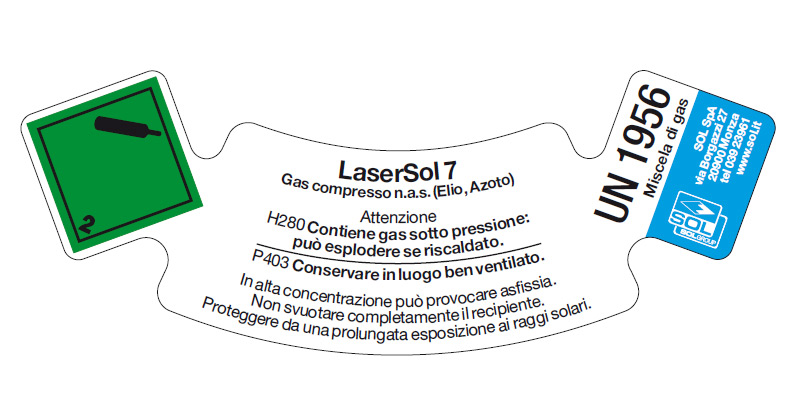 2
LaserSol 7
Gas compresso n.a.s. (Elio, Azoto)
Attenzione
H280 Contiene gas sotto pressione:
può esplodere se riscaldato.
P403 Conservare in luogo ben ventilato.
In alta concentrazione può provocare asfissia.
Non svuotare completamente il recipiente.
Proteggere da una prolungata esposizione ai raggi solari.
UN 1956
Miscela di gas
SOL SpA
via Borgazzi 27
20900 Monza
tel 039 23961
www.sol.it
SOL
SOLGROUP